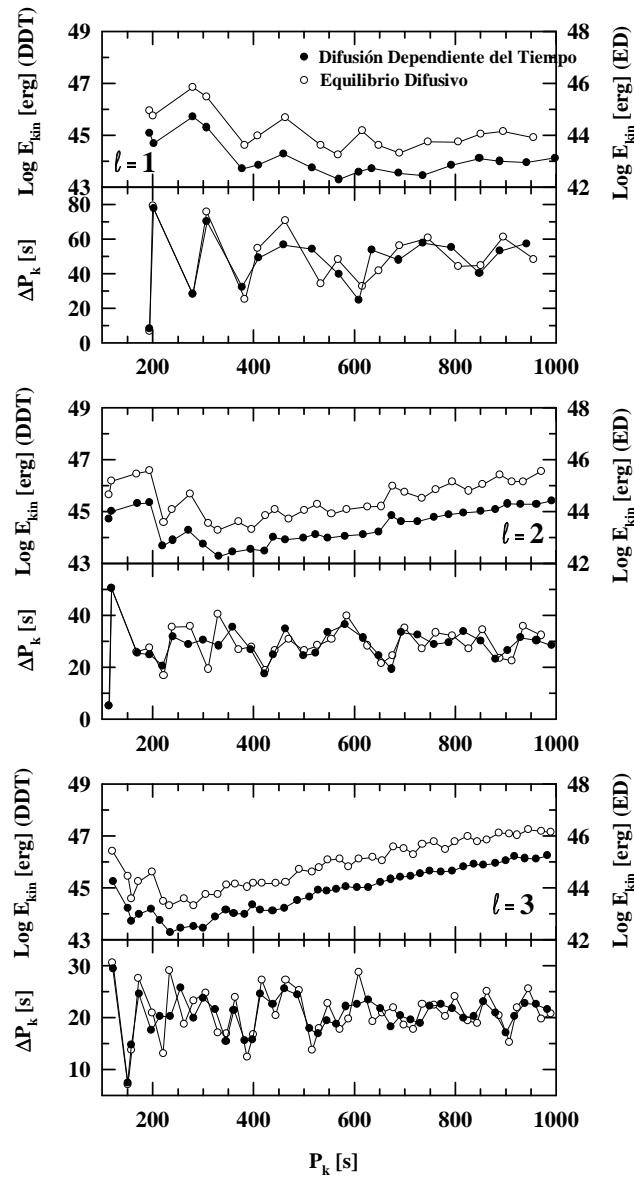 ● Difusión Dependiente del Tiempo
○ Equilibrio Difusivo
Log E_kin [erg] (DDT)
49
47
45
43
Log E_kin [erg] (ED)
48
46
44
42
ℓ = 1
ΔP_k [s]
80
60
40
20
0
200 400 600 800 1000
Log E_kin [erg] (DDT)
49
47
45
43
Log E_kin [erg] (ED)
48
46
44
42
ℓ = 2
ΔP_k [s]
60
40
20
0
200 400 600 800 1000
Log E_kin [erg] (DDT)
49
47
45
43
Log E_kin [erg] (ED)
48
46
44
42
ℓ = 3
ΔP_k [s]
30
20
10
200 400 600 800 1000
P_k [s]